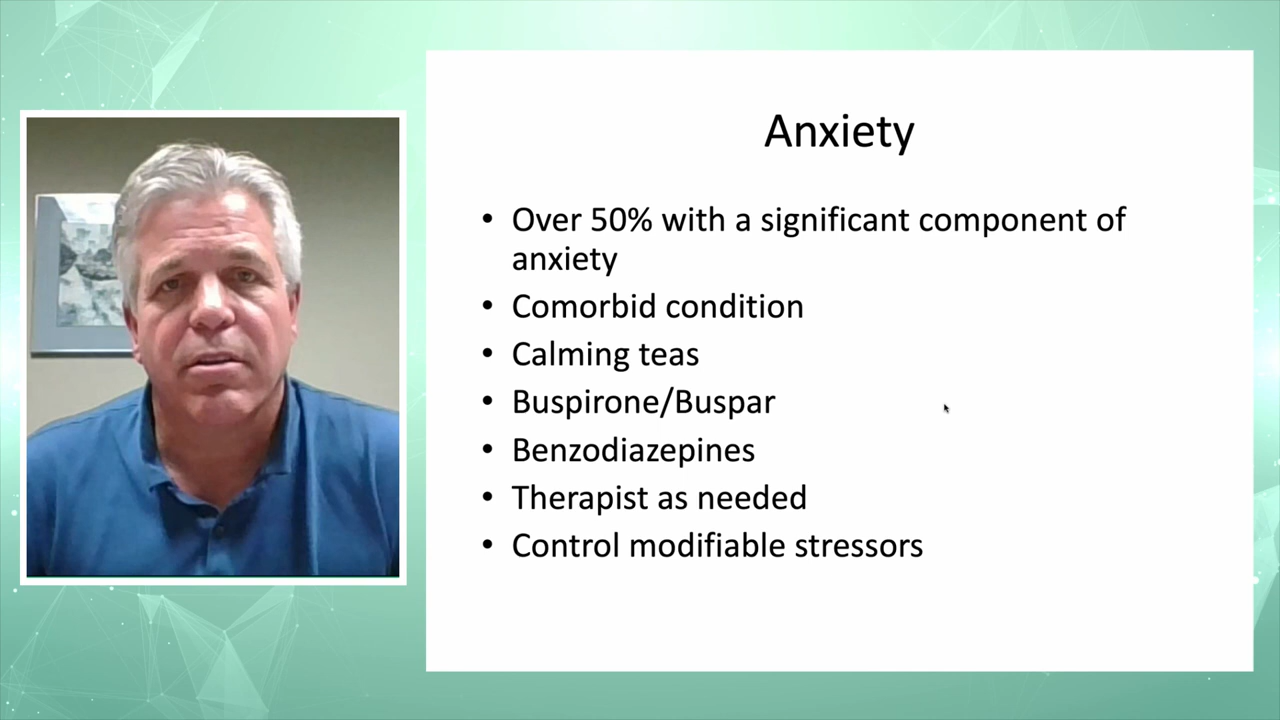 Anxiety
• Over 50% with a significant component of
anxiety
• Comorbid condition
• Calming teas
• Buspirone/Buspar
• Benzodiazepines
• Therapist as needed
• Control modifiable stressors